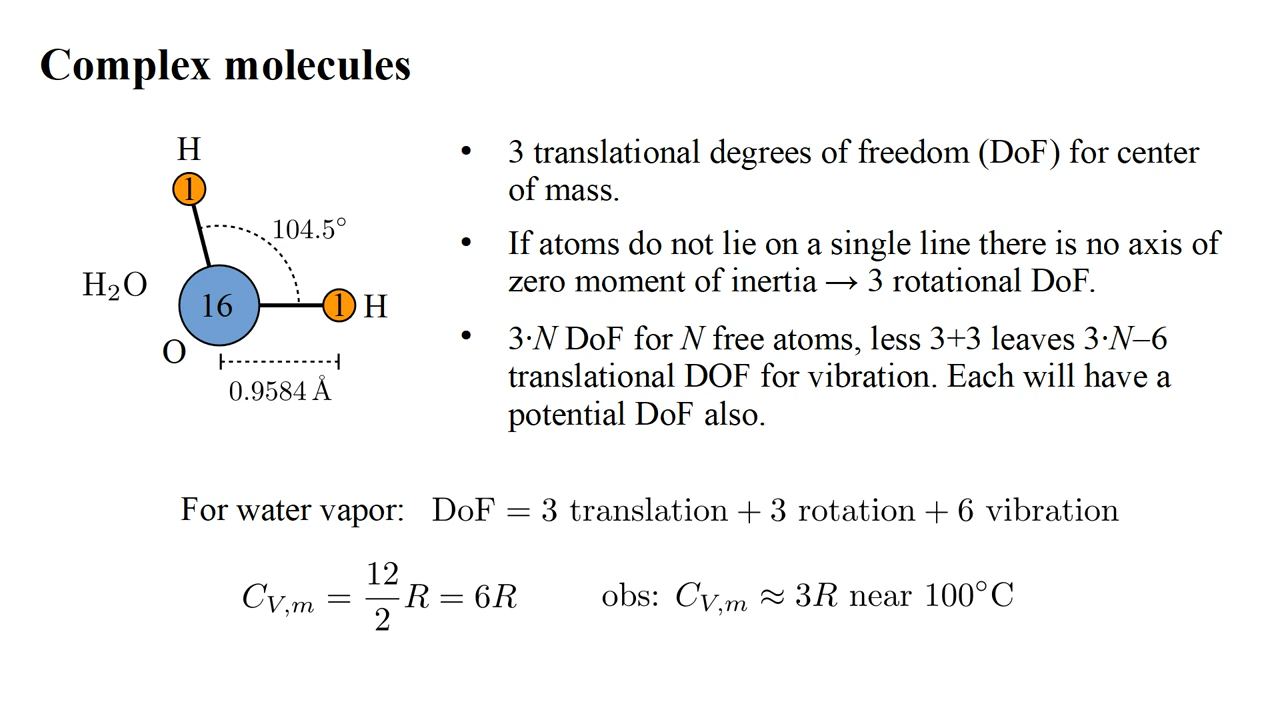 Complex molecules
H
1
104.5°
H₂O
16
1 H
O
0.9584 Å
• 3 translational degrees of freedom (DoF) for center
of mass.
• If atoms do not lie on a single line there is no axis of
zero moment of inertia → 3 rotational DoF.
• 3·N DoF for N free atoms, less 3+3 leaves 3·N–6
translational DOF for vibration. Each will have a
potential DoF also.
For water vapor: DoF = 3 translation + 3 rotation + 6 vibration
C_{V,m} = \frac{12}{2} R = 6R obs: C_{V,m} ≈ 3R near 100°C